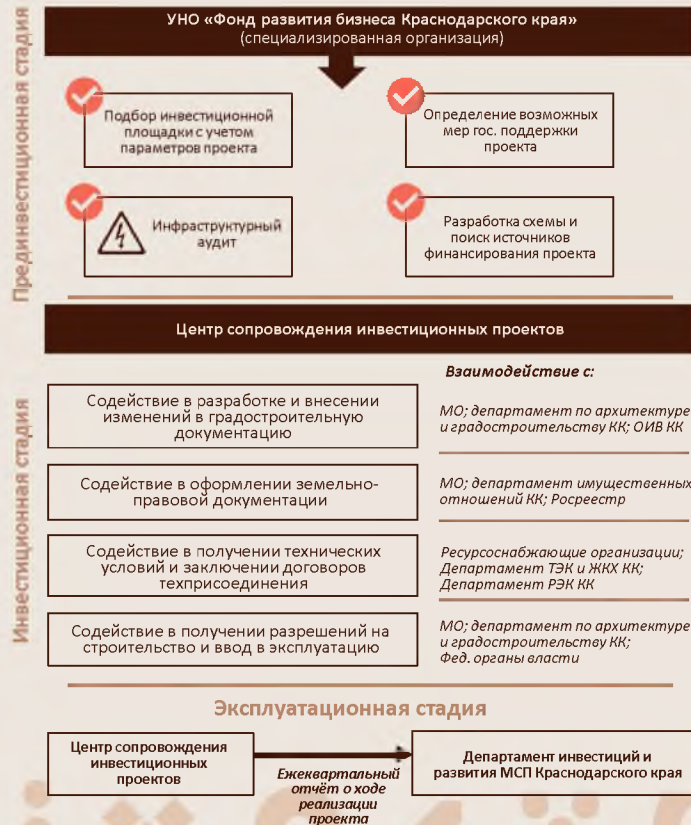 Прединвестиционная стадия
УНО «Фонд развития бизнеса Краснодарского края»
(специализированная организация)
Подбор инвестиционной
площадки с учетом
параметров проекта
Определение возможных
мер гос. поддержки
проекта
Инфраструктурный
аудит
Разработка схемы и
поиск источников
финансирования проекта
Инвестиционная стадия
Центр сопровождения инвестиционных проектов
Взаимодействие с:
Содействие в разработке и внесении
изменений в градостроительную
документацию
МО; департамент по архитектуре
и градостроительству КК; ОИВ КК
Содействие в оформлении земельно-
правовой документации
МО; департамент имущественных
отношений КК; Росреестр
Содействие в получении технических
условий и заключении договоров
техприсоединения
Ресурсоснабжающие организации;
Департамент ТЭК и ЖКХ КК;
Департамент РЭК КК
Содействие в получении разрешений на
строительство и ввод в эксплуатацию
МО; департамент по архитектуре
и градостроительству КК;
Фед. органы власти
Эксплуатационная стадия
Центр сопровождения
инвестиционных
проектов
Ежеквартальный
отчёт о ходе
реализации
проекта
Департамент инвестиций и
развития МСП Краснодарского края